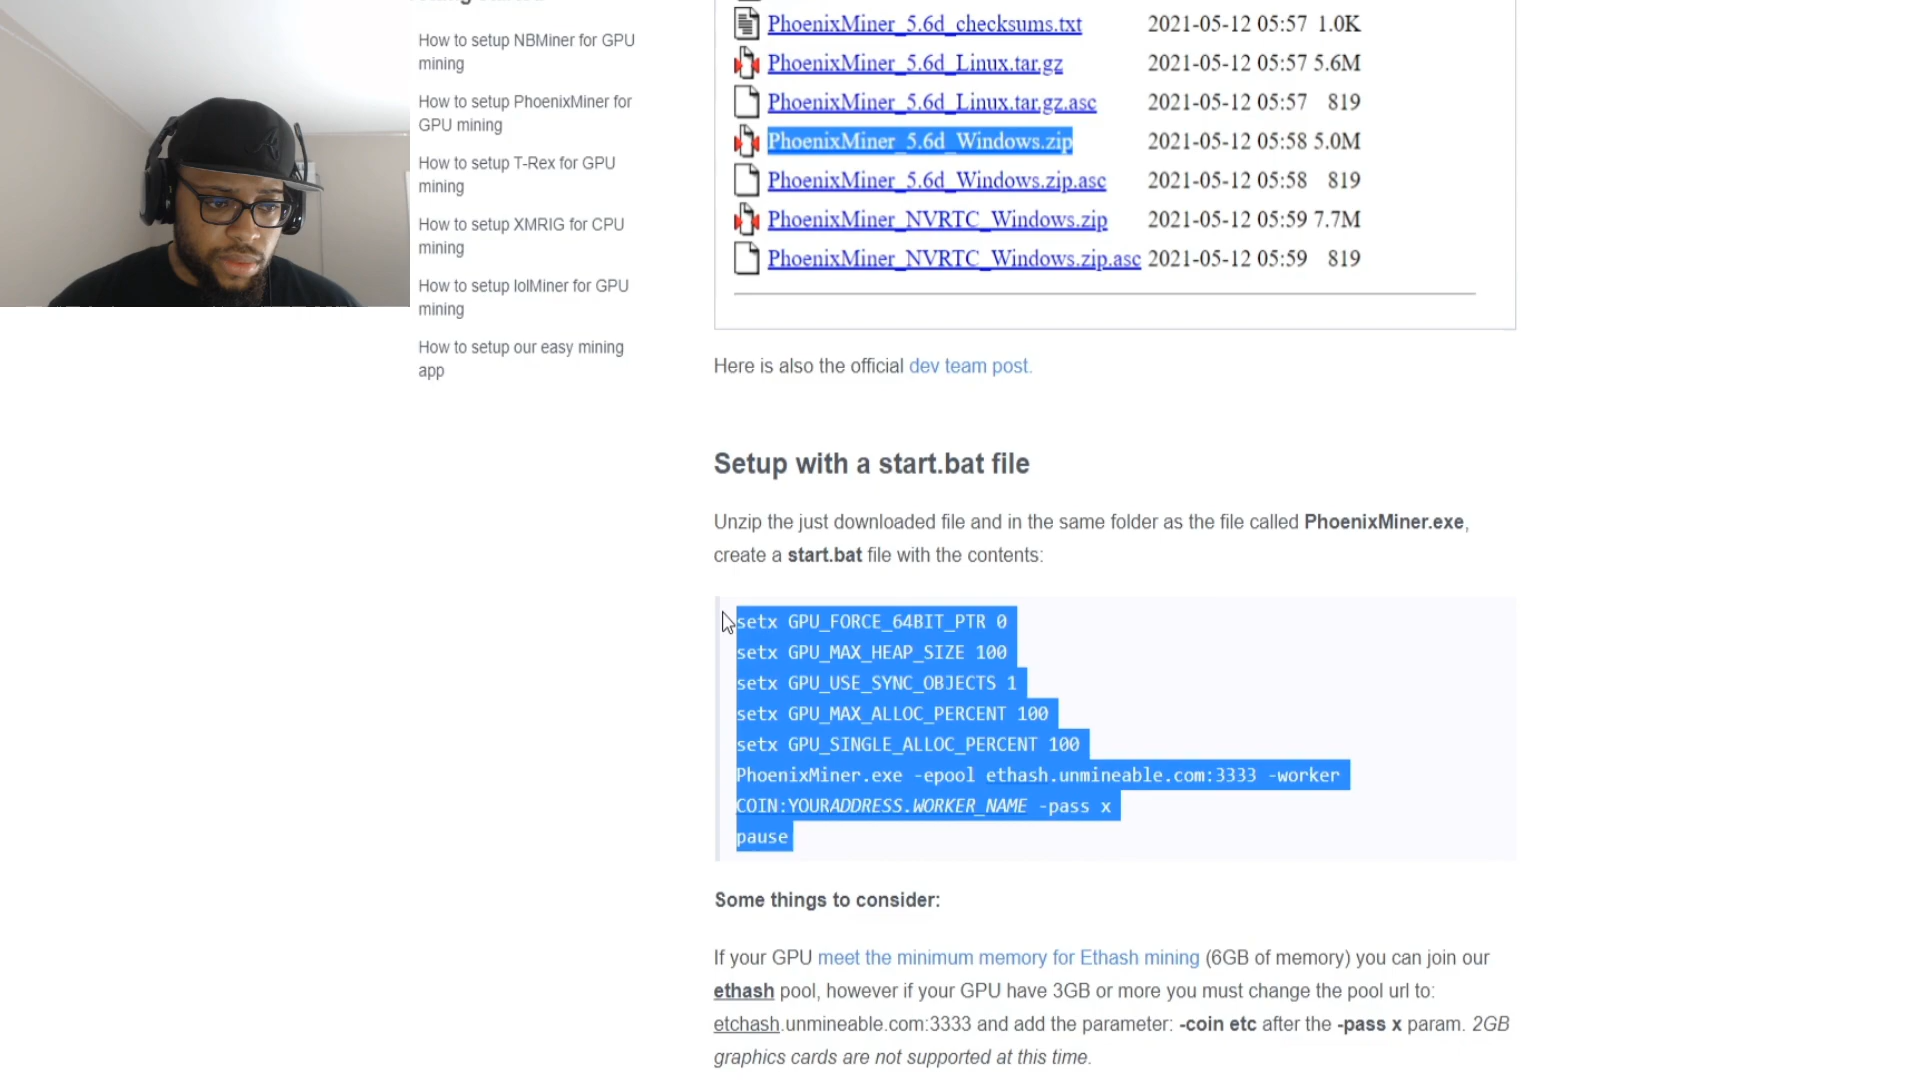 How to setup NBMiner for GPU
mining
How to setup PhoenixMiner for
GPU mining
How to setup T-Rex for GPU
mining
How to setup XMRIG for CPU
mining
How to setup lolMiner for GPU
mining
How to setup our easy mining
app
PhoenixMiner_5.6d_checksums.txt 2021-05-12 05:57 1.0K
PhoenixMiner_5.6d_Linux.tar.gz 2021-05-12 05:57 5.6M
PhoenixMiner_5.6d_Linux.tar.gz.asc 2021-05-12 05:57 819
PhoenixMiner_5.6d_Windows.zip 2021-05-12 05:58 5.0M
PhoenixMiner_5.6d_Windows.zip.asc 2021-05-12 05:58 819
PhoenixMiner_NVRTC_Windows.zip 2021-05-12 05:59 7.7M
PhoenixMiner_NVRTC_Windows.zip.asc 2021-05-12 05:59 819
Here is also the official dev team post.
Setup with a start.bat file
Unzip the just downloaded file and in the same folder as the file called PhoenixMiner.exe,
create a start.bat file with the contents:
setx GPU_FORCE_64BIT_PTR 0
setx GPU_MAX_HEAP_SIZE 100
setx GPU_USE_SYNC_OBJECTS 1
setx GPU_MAX_ALLOC_PERCENT 100
setx GPU_SINGLE_ALLOC_PERCENT 100
PhoenixMiner.exe -epool ethash.unmineable.com:3333 -worker
COIN:YOURADDRESS.WORKER_NAME -pass x
pause
Some things to consider:
If your GPU meet the minimum memory for Ethash mining (6GB of memory) you can join our
ethash pool, however if your GPU have 3GB or more you must change the pool url to:
etchash.unmineable.com:3333 and add the parameter: -coin etc after the -pass x param. 2GB
graphics cards are not supported at this time.